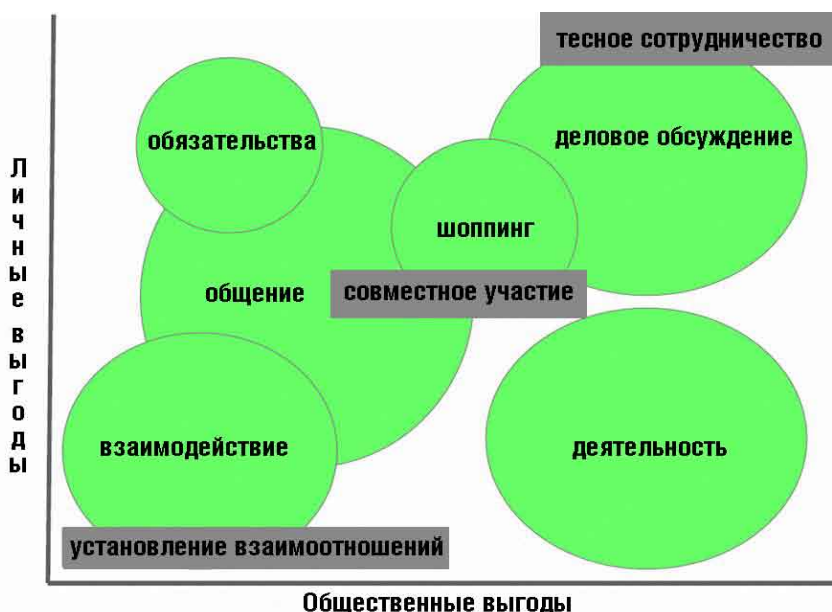 тесное сотрудничество
обязательства
деловое обсуждение
шоппинг
общение
совместное участие
взаимодействие
деятельность
установление взаимоотношений
Личные выгоды
Общественные выгоды